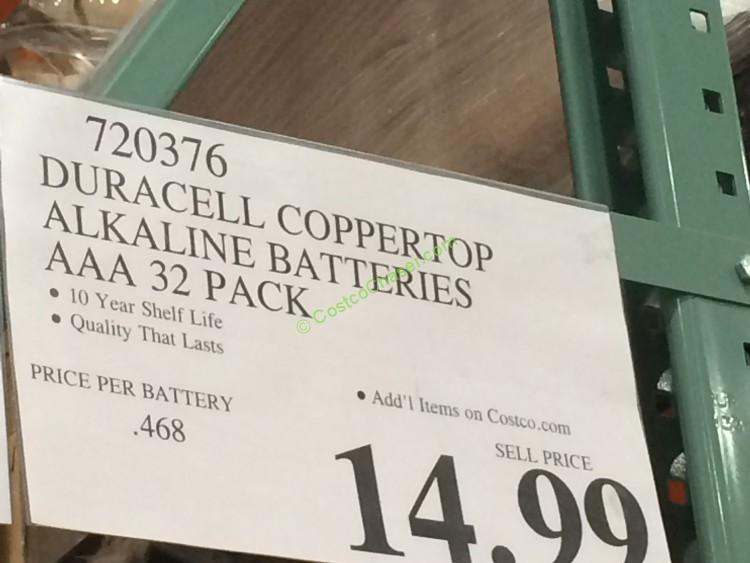 720376
DURACELL COPPERTOP
ALKALINE BATTERIES
AAA 32 PACK
• 10 Year Shelf Life
• Quality That Lasts
PRICE PER BATTERY
.468
• Add'l Items on Costco.com
SELL PRICE
14.99
© CostcoChaser.com